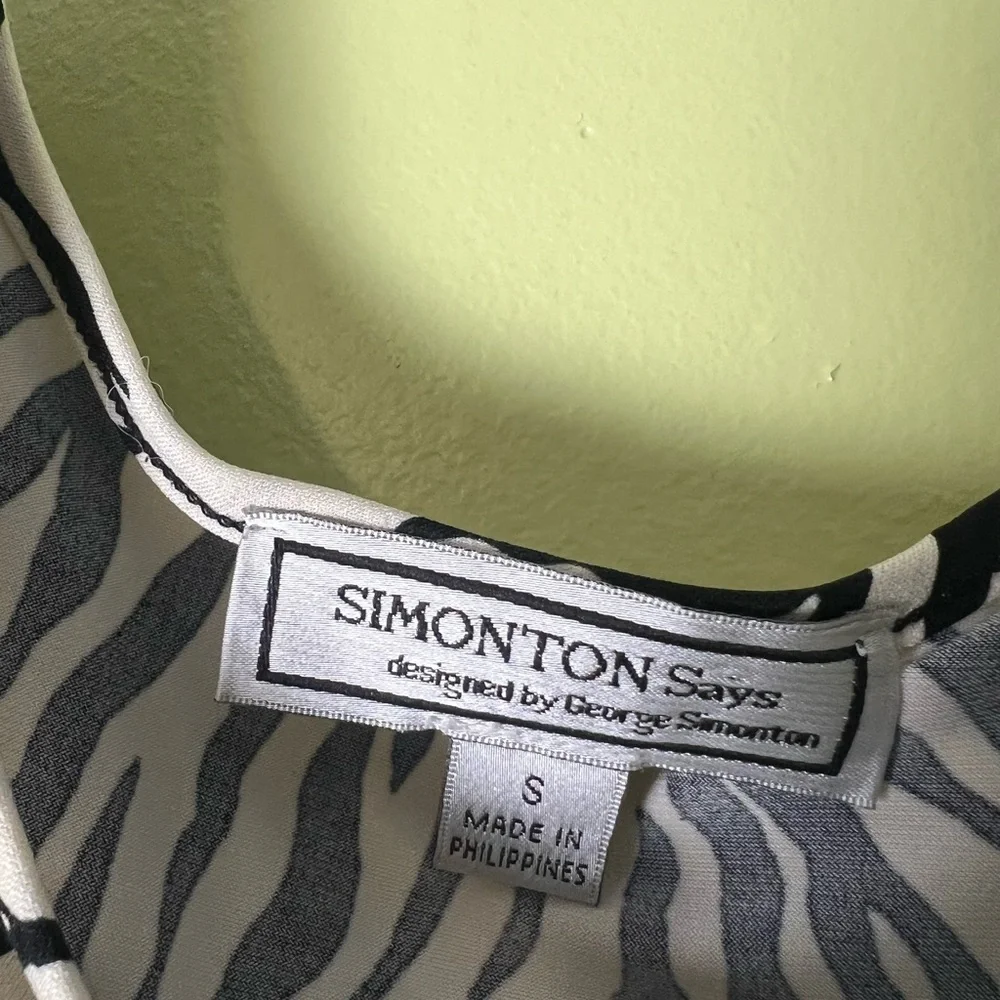 SIMONTON Says
designed by George Simonton
S
MADE IN
PHILIPPINES